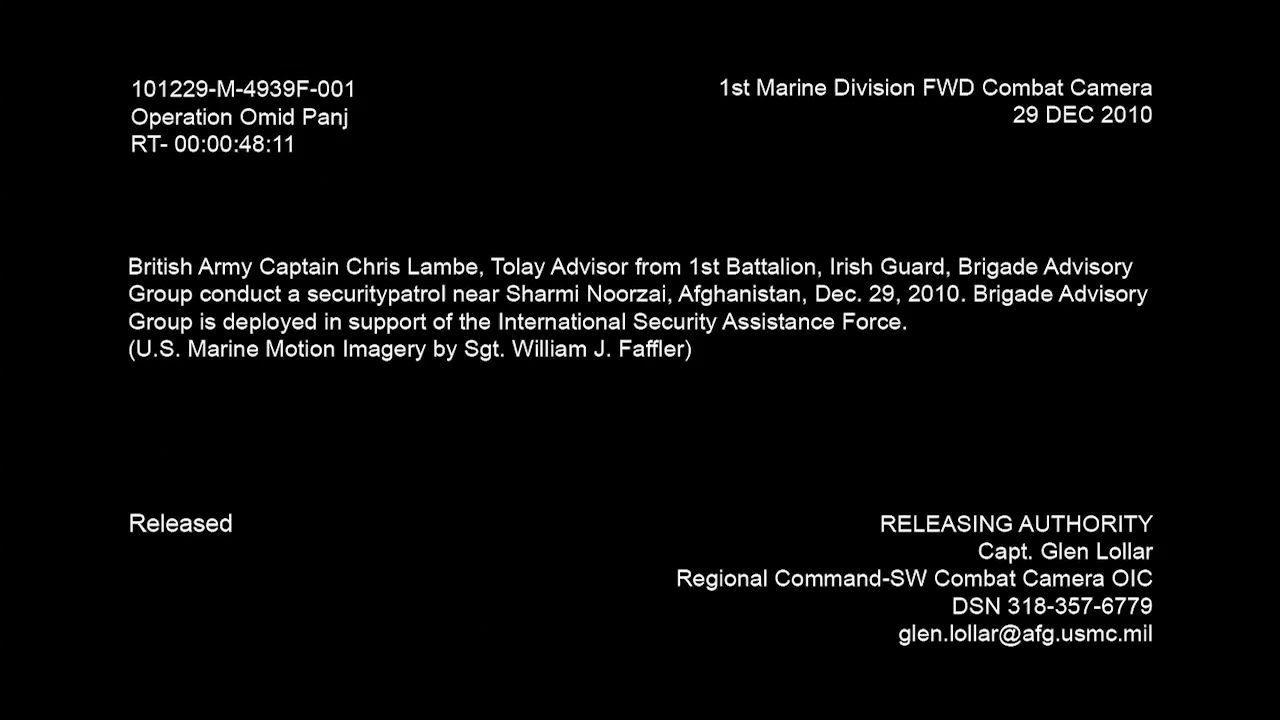 101229-M-4939F-001
Operation Omid Panj
RT- 00:00:48:11
1st Marine Division FWD Combat Camera
29 DEC 2010
British Army Captain Chris Lambe, Tolay Advisor from 1st Battalion, Irish Guard, Brigade Advisory
Group conduct a securitypatrol near Sharmi Noorzai, Afghanistan, Dec. 29, 2010. Brigade Advisory
Group is deployed in support of the International Security Assistance Force.
(U.S. Marine Motion Imagery by Sgt. William J. Faffler)
Released
RELEASING AUTHORITY
Capt. Glen Lollar
Regional Command-SW Combat Camera OIC
DSN 318-357-6779
glen.lollar@afg.usmc.mil